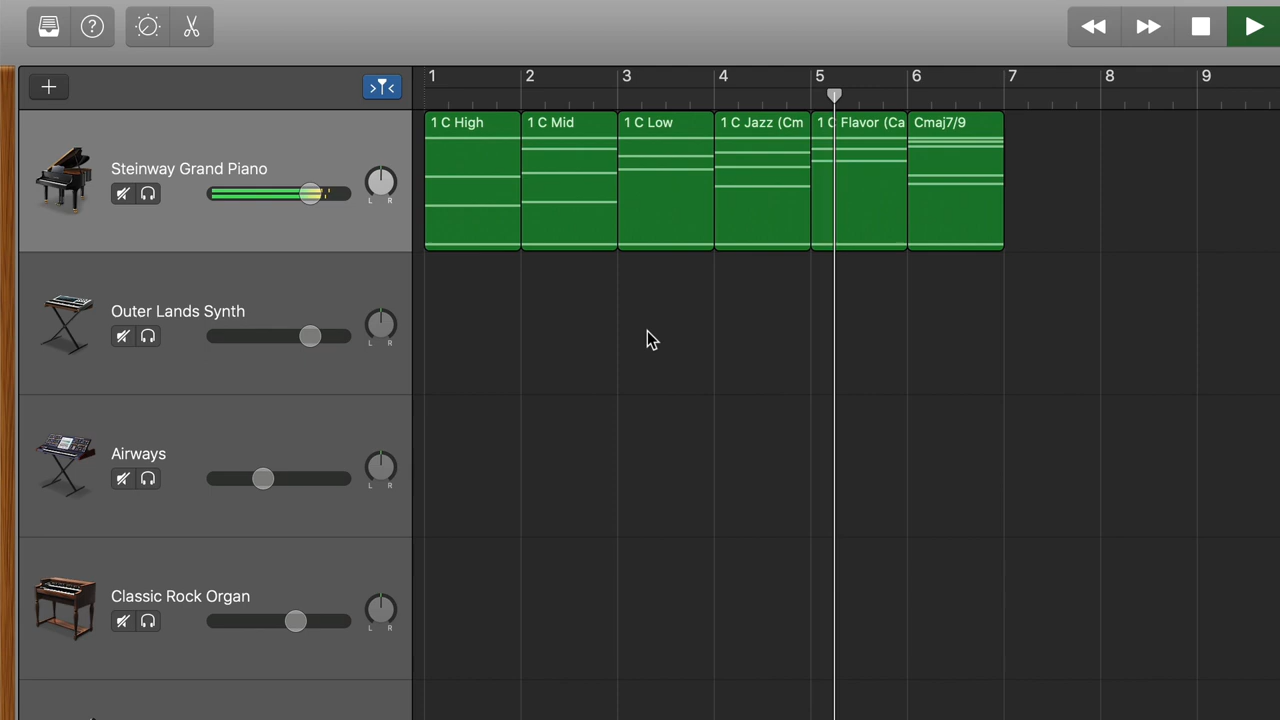 ?
1 2 3 4 5 6 7 8 9
1 C High 1 C Mid 1 C Low 1 C Jazz (Cm 1 C Flavor (Ca Cmaj7/9
Steinway Grand Piano
L R
Outer Lands Synth
L R
Airways
L R
Classic Rock Organ
L R